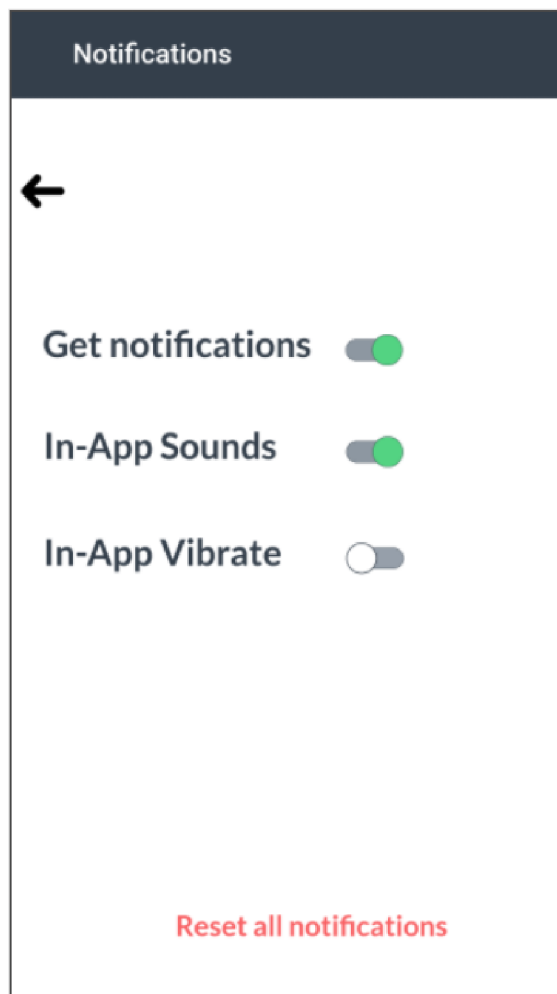 Notifications
Get notifications
In-App Sounds
In-App Vibrate
Reset all notifications